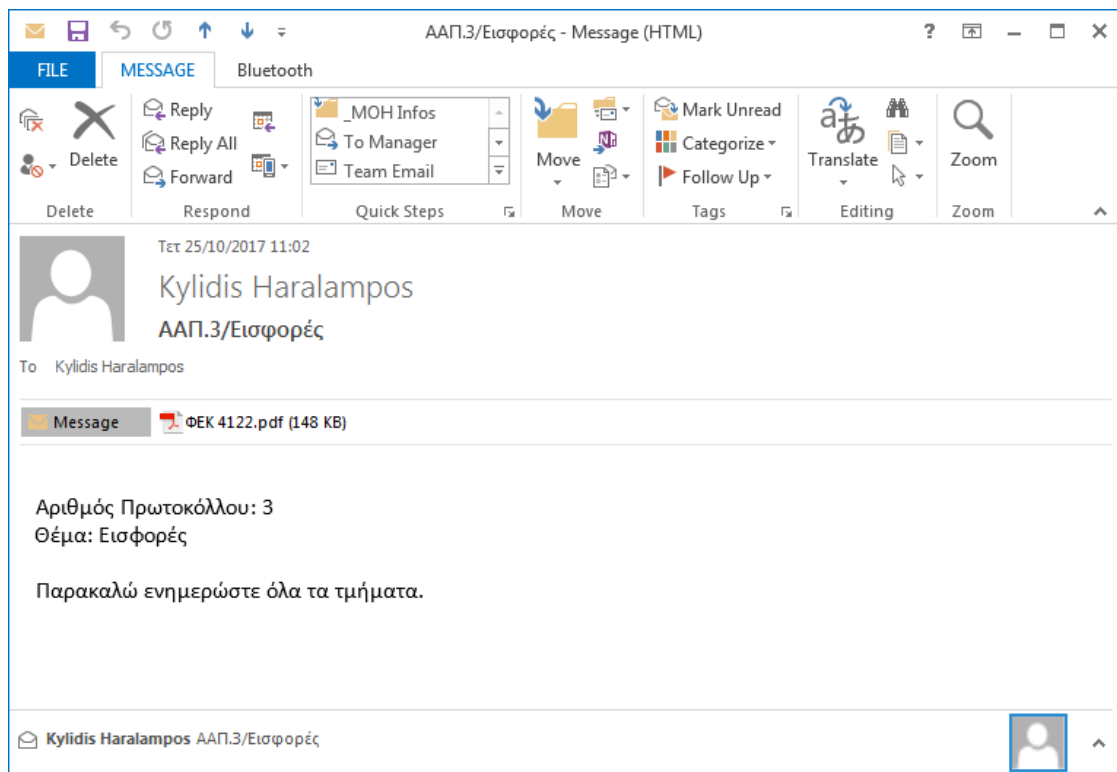 ΑΑΠ.3/Εισφορές - Message (HTML)
?
FILE MESSAGE Bluetooth
Delete
Reply
Reply All
Forward
_MOH Infos
To Manager
Team Email
Move
Mark Unread
Categorize
Follow Up
Translate
Zoom
Delete Respond Quick Steps Move Tags Editing Zoom
Τετ 25/10/2017 11:02
Kylidis Haralampos
ΑΑΠ.3/Εισφορές
To Kylidis Haralampos
Message ΦΕΚ 4122.pdf (148 KB)
Αριθμός Πρωτοκόλλου: 3
Θέμα: Εισφορές
Παρακαλώ ενημερώστε όλα τα τμήματα.
Kylidis Haralampos ΑΑΠ.3/Εισφορές